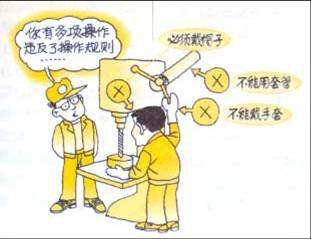 你有多项操作
违反了操作规则
……
必须戴帽子
不能用套管
不能戴手套